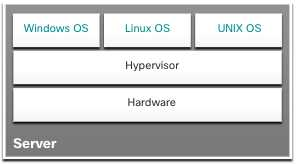 Windows OS Linux OS UNIX OS
Hypervisor
Hardware
Server